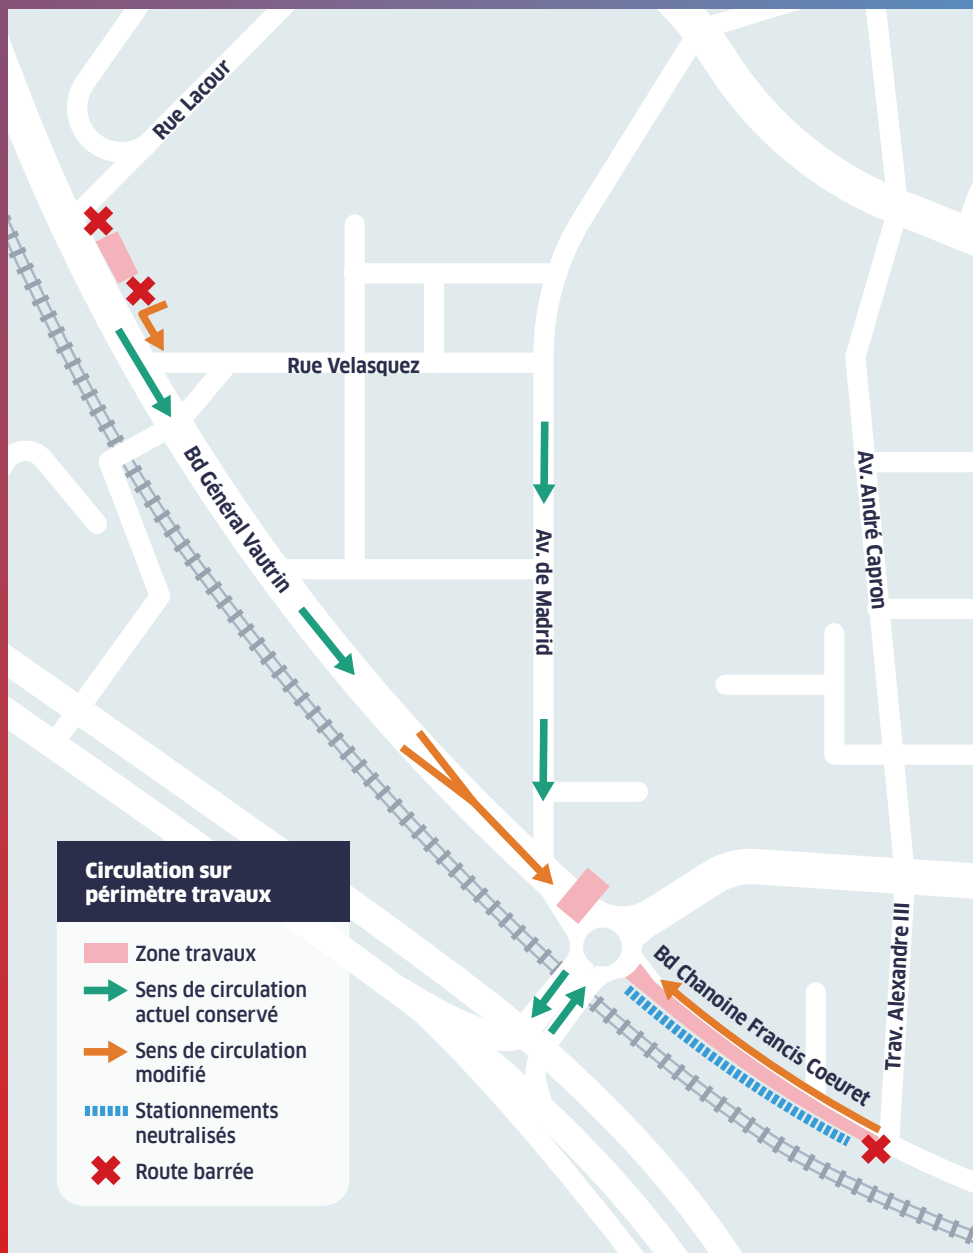 Rue Lacour
Rue Velasquez
Bd Général Vautrin
Av. de Madrid
Av. André Capron
Circulation sur
périmètre travaux
Zone travaux
Sens de circulation
actuel conservé
Sens de circulation
modifié
Stationnements
neutralisés
Route barrée
Bd Chanoine Francis Coeuret
Trav. Alexandre III